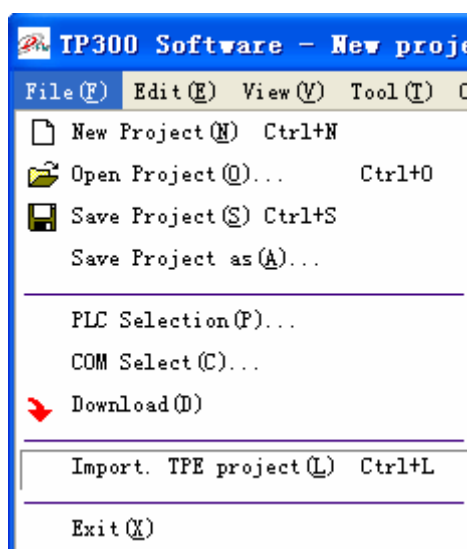 TP300 Software - New proje
File(F) Edit(E) View(V) Tool(T)
New Project(N) Ctrl+N
Open Project(O)... Ctrl+O
Save Project(S) Ctrl+S
Save Project as(A)...
PLC Selection(P)...
COM Select(C)...
Download(D)
Import. TPE project(L) Ctrl+L
Exit(X)